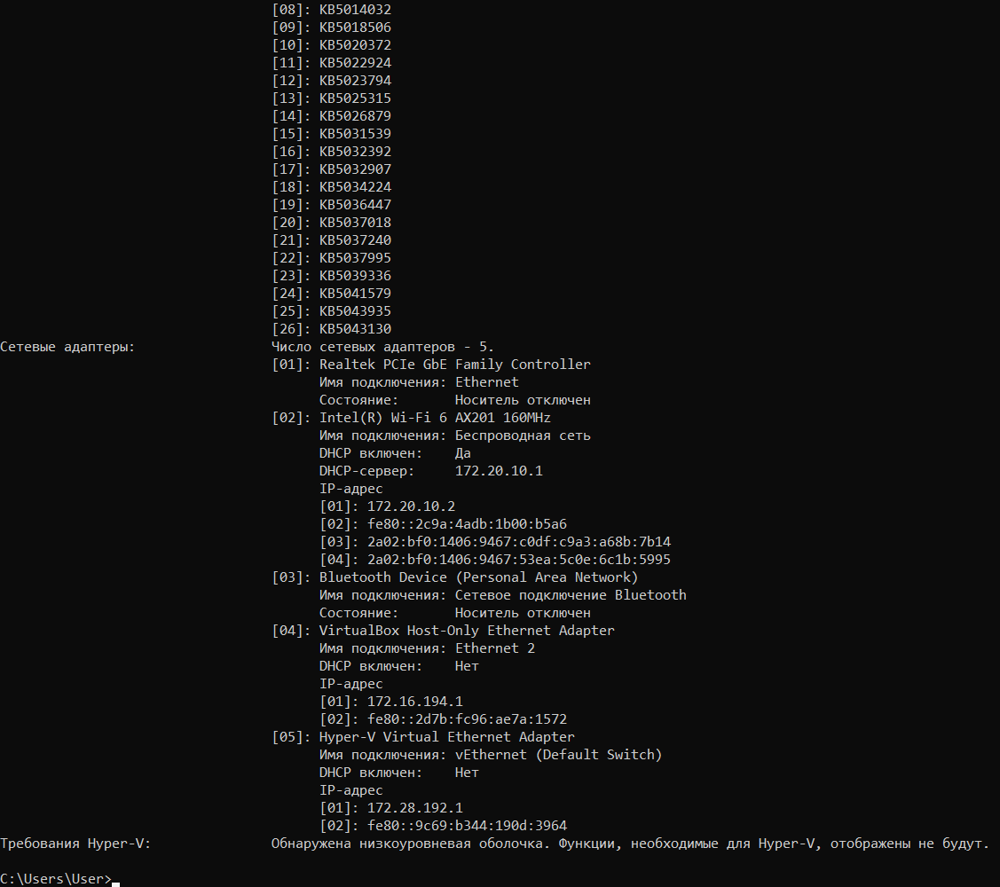 [08]: KB5014032
[09]: KB5018506
[10]: KB5020372
[11]: KB5022924
[12]: KB5023794
[13]: KB5025315
[14]: KB5026879
[15]: KB5031539
[16]: KB5032392
[17]: KB5032907
[18]: KB5034224
[19]: KB5036447
[20]: KB5037018
[21]: KB5037240
[22]: KB5037995
[23]: KB5039336
[24]: KB5041579
[25]: KB5043935
[26]: KB5043130
Сетевые адаптеры: Число сетевых адаптеров - 5.
[01]: Realtek PCIe GbE Family Controller
Имя подключения: Ethernet
Состояние: Носитель отключен
[02]: Intel(R) Wi-Fi 6 AX201 160MHz
Имя подключения: Беспроводная сеть
DHCP включен: Да
DHCP-сервер: 172.20.10.1
IP-адрес
[01]: 172.20.10.2
[02]: fe80::2c9a:4adb:1b00:b5a6
[03]: 2a02:bf0:1406:9467:c0df:c9a3:a68b:7b14
[04]: 2a02:bf0:1406:9467:53ea:5c0e:6c1b:5995
[03]: Bluetooth Device (Personal Area Network)
Имя подключения: Сетевое подключение Bluetooth
Состояние: Носитель отключен
[04]: VirtualBox Host-Only Ethernet Adapter
Имя подключения: Ethernet 2
DHCP включен: Нет
IP-адрес
[01]: 172.16.194.1
[02]: fe80::2d7b:fc96:ae7a:1572
[05]: Hyper-V Virtual Ethernet Adapter
Имя подключения: vEthernet (Default Switch)
DHCP включен: Нет
IP-адрес
[01]: 172.28.192.1
[02]: fe80::9c69:b344:190d:3964
Требования Hyper-V: Обнаружена низкоуровневая оболочка. Функции, необходимые для Hyper-V, отображены не будут.
C:\Users\User>